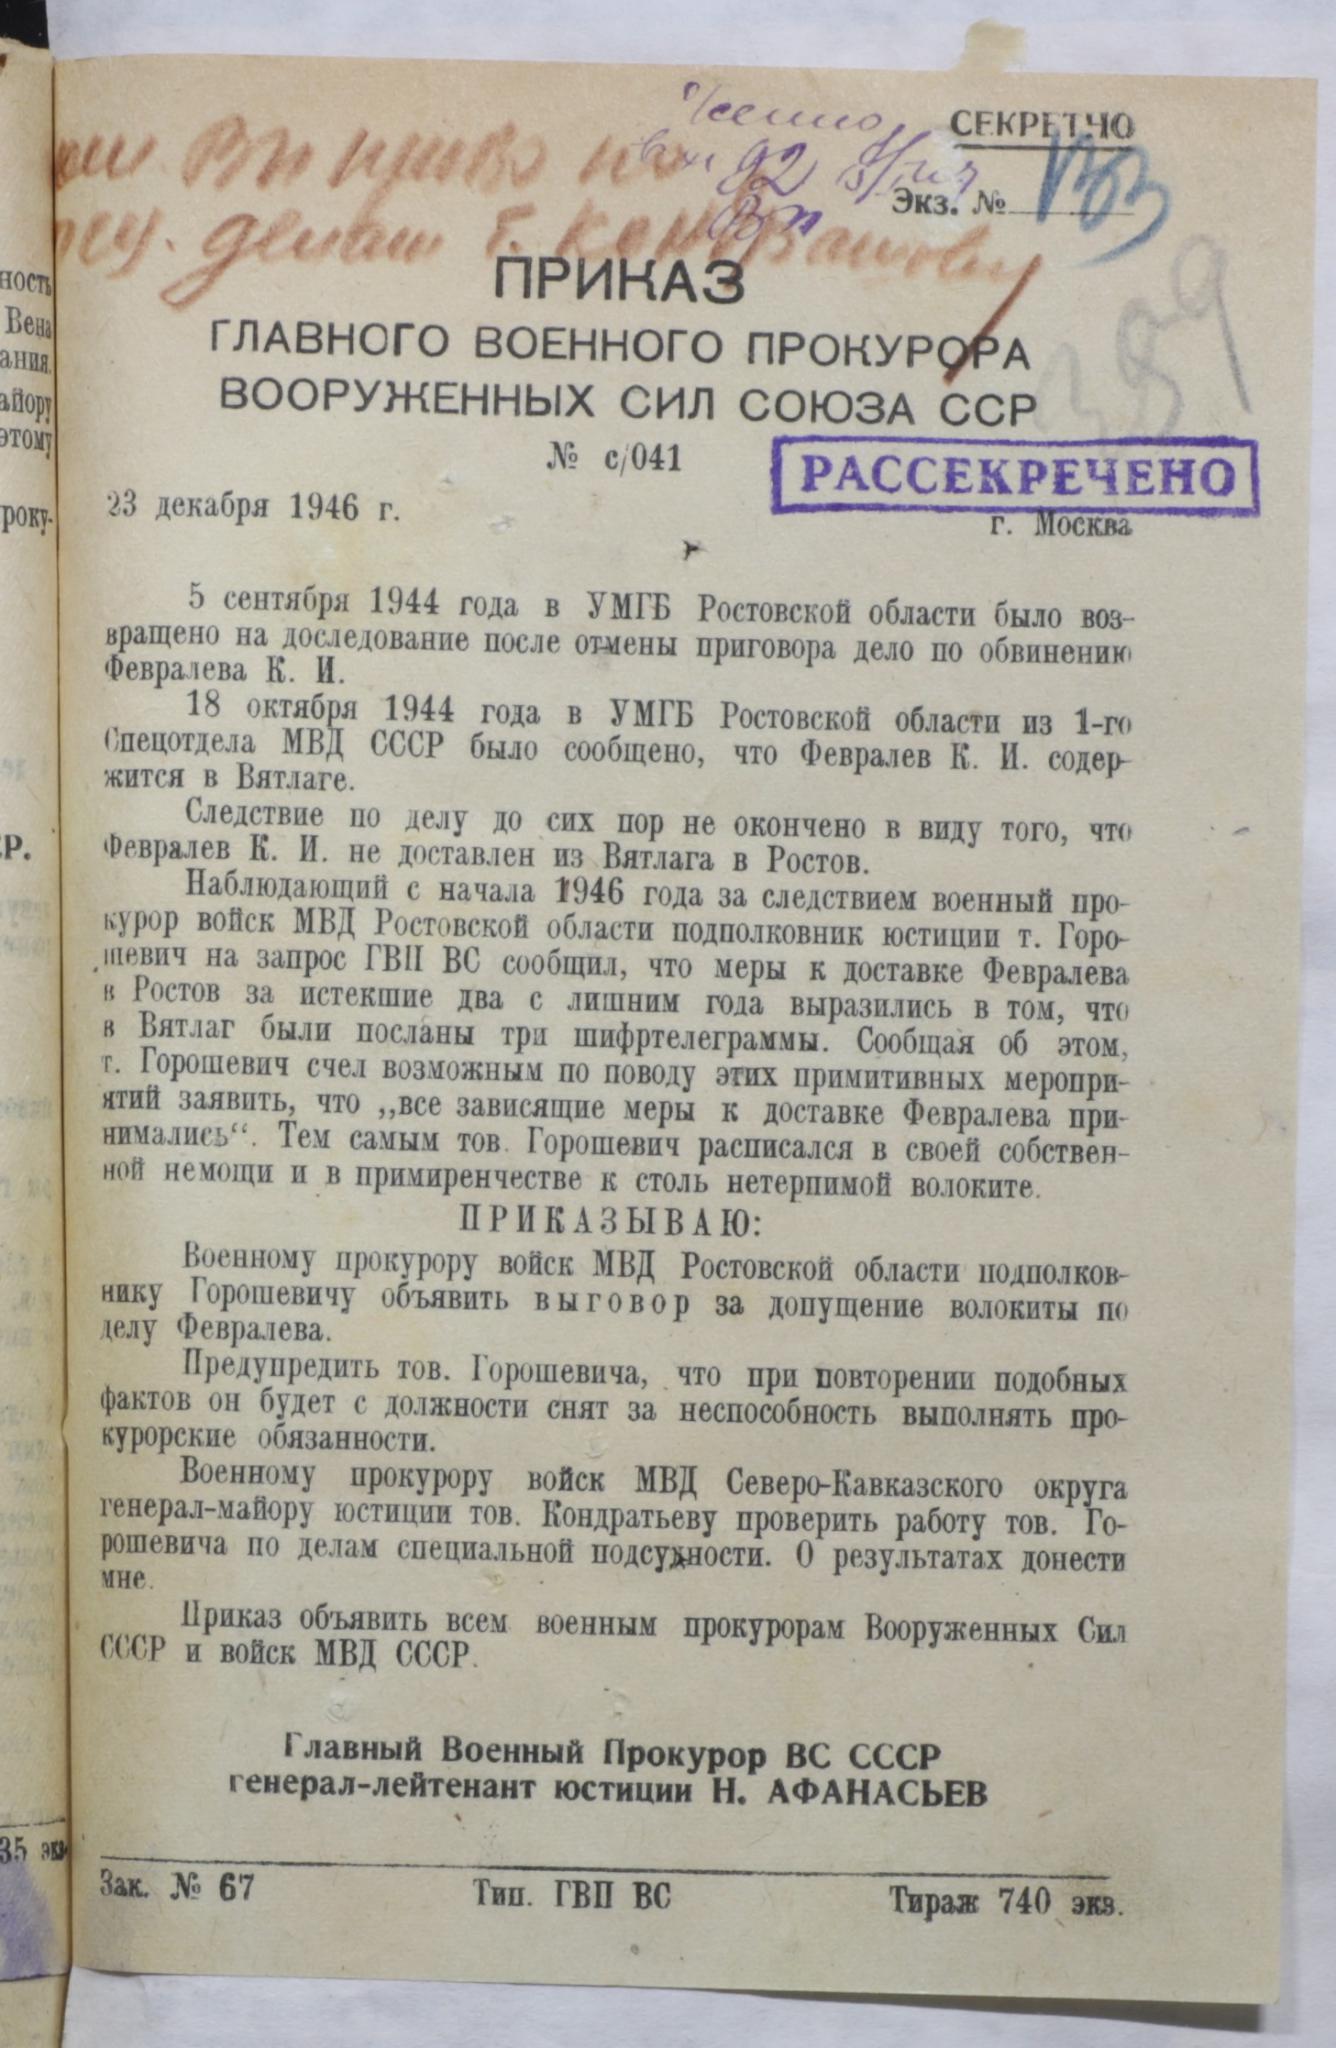 СЕКРЕТНО
Экз. №
ПРИКАЗ
ГЛАВНОГО ВОЕННОГО ПРОКУРОРА
ВООРУЖЕННЫХ СИЛ СОЮЗА ССР
№ с/041
РАССЕКРЕЧЕНО
23 декабря 1946 г.
г. Москва
5 сентября 1944 года в УМГБ Ростовской области было воз-
вращено на доследование после отмены приговора дело по обвинению
Февралева К. И.
18 октября 1944 года в УМГБ Ростовской области из 1-го
Спецотдела МВД СССР было сообщено, что Февралев К. И. содер-
жится в Вятлаге.
Следствие по делу до сих пор не окончено в виду того, что
Февралев К. И. не доставлен из Вятлага в Ростов.
Наблюдающий с начала 1946 года за следствием военный про-
курор войск МВД Ростовской области подполковник юстиции т. Горо-
шевич на запрос ГВП ВС сообщил, что меры к доставке Февралева
в Ростов за истекшие два с лишним года выразились в том, что
в Вятлаг были посланы три шифртелеграммы. Сообщая об этом,
т. Горошевич счел возможным по поводу этих примитивных меропри-
ятий заявить, что „все зависящие меры к доставке Февралева при-
нимались“. Тем самым тов. Горошевич расписался в своей собствен-
ной немощи и в примиренчестве к столь нетерпимой волоките.
ПРИКАЗЫВАЮ:
Военному прокурору войск МВД Ростовской области подполков-
нику Горошевичу объявить выговор за допущение волокиты по
делу Февралева.
Предупредить тов. Горошевича, что при повторении подобных
фактов он будет с должности снят за неспособность выполнять про-
курорские обязанности.
Военному прокурору войск МВД Северо-Кавказского округа
генерал-майору юстиции тов. Кондратьеву проверить работу тов. Го-
рошевича по делам специальной подсудности. О результатах донести
мне.
Приказ объявить всем военным прокурорам Вооруженных Сил
СССР и войск МВД СССР.
Главный Военный Прокурор ВС СССР
генерал-лейтенант юстиции Н. АФАНАСЬЕВ
Зак. № 67 Тип. ГВП ВС Тираж 740 экз.